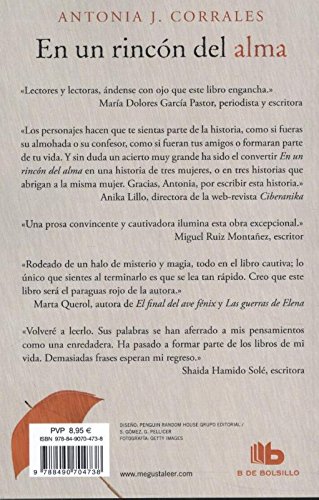 ANTONIA J. CORRALES
En un rincón del alma
«Lectores y lectoras, ándense con ojo que este libro engancha.»
María Dolores García Pastor, periodista y escritora
«Los personajes hacen que te sientas parte de la historia, como si fueras
su almohada o su confesor, como si fueran tus amigos o formaran parte
de tu vida. Y sin duda un acierto muy grande ha sido el convertir En un
rincón del alma en una historia de tres mujeres, o en tres historias que
abrigan a la misma mujer. Gracias, Antonia, por escribir esta historia.»
Anika Lillo, directora de la web-revista Ciberanika
«Una prosa convincente y cautivadora ilumina esta obra excepcional.»
Miguel Ruiz Montañez, escritor
«Rodeado de un halo de misterio y magia, todo en el libro cautiva; lo
único que sientes al terminarlo es que se lea tan rápido. Creo que este
libro será el paraguas rojo de la autora.»
Marta Querol, autora de El final del ave fénix y Las guerras de Elena
«Volveré a leerlo. Sus palabras se han aferrado a mis pensamientos
como una enredadera. Ha pasado a formar parte de los libros de mi
vida. Demasiadas frases esperan mi regreso.»
Shaida Hamido Solé, escritora
PVP 8,95 €
ISBN 978-84-9070-473-8
9 788490 704738
DISEÑO: PENGUIN RANDOM HOUSE GRUPO EDITORIAL /
S. GÓMEZ, G. PELLICER
FOTOGRAFÍA: GETTY IMAGES
www.megustaleer.com
B DE BOLSILLO